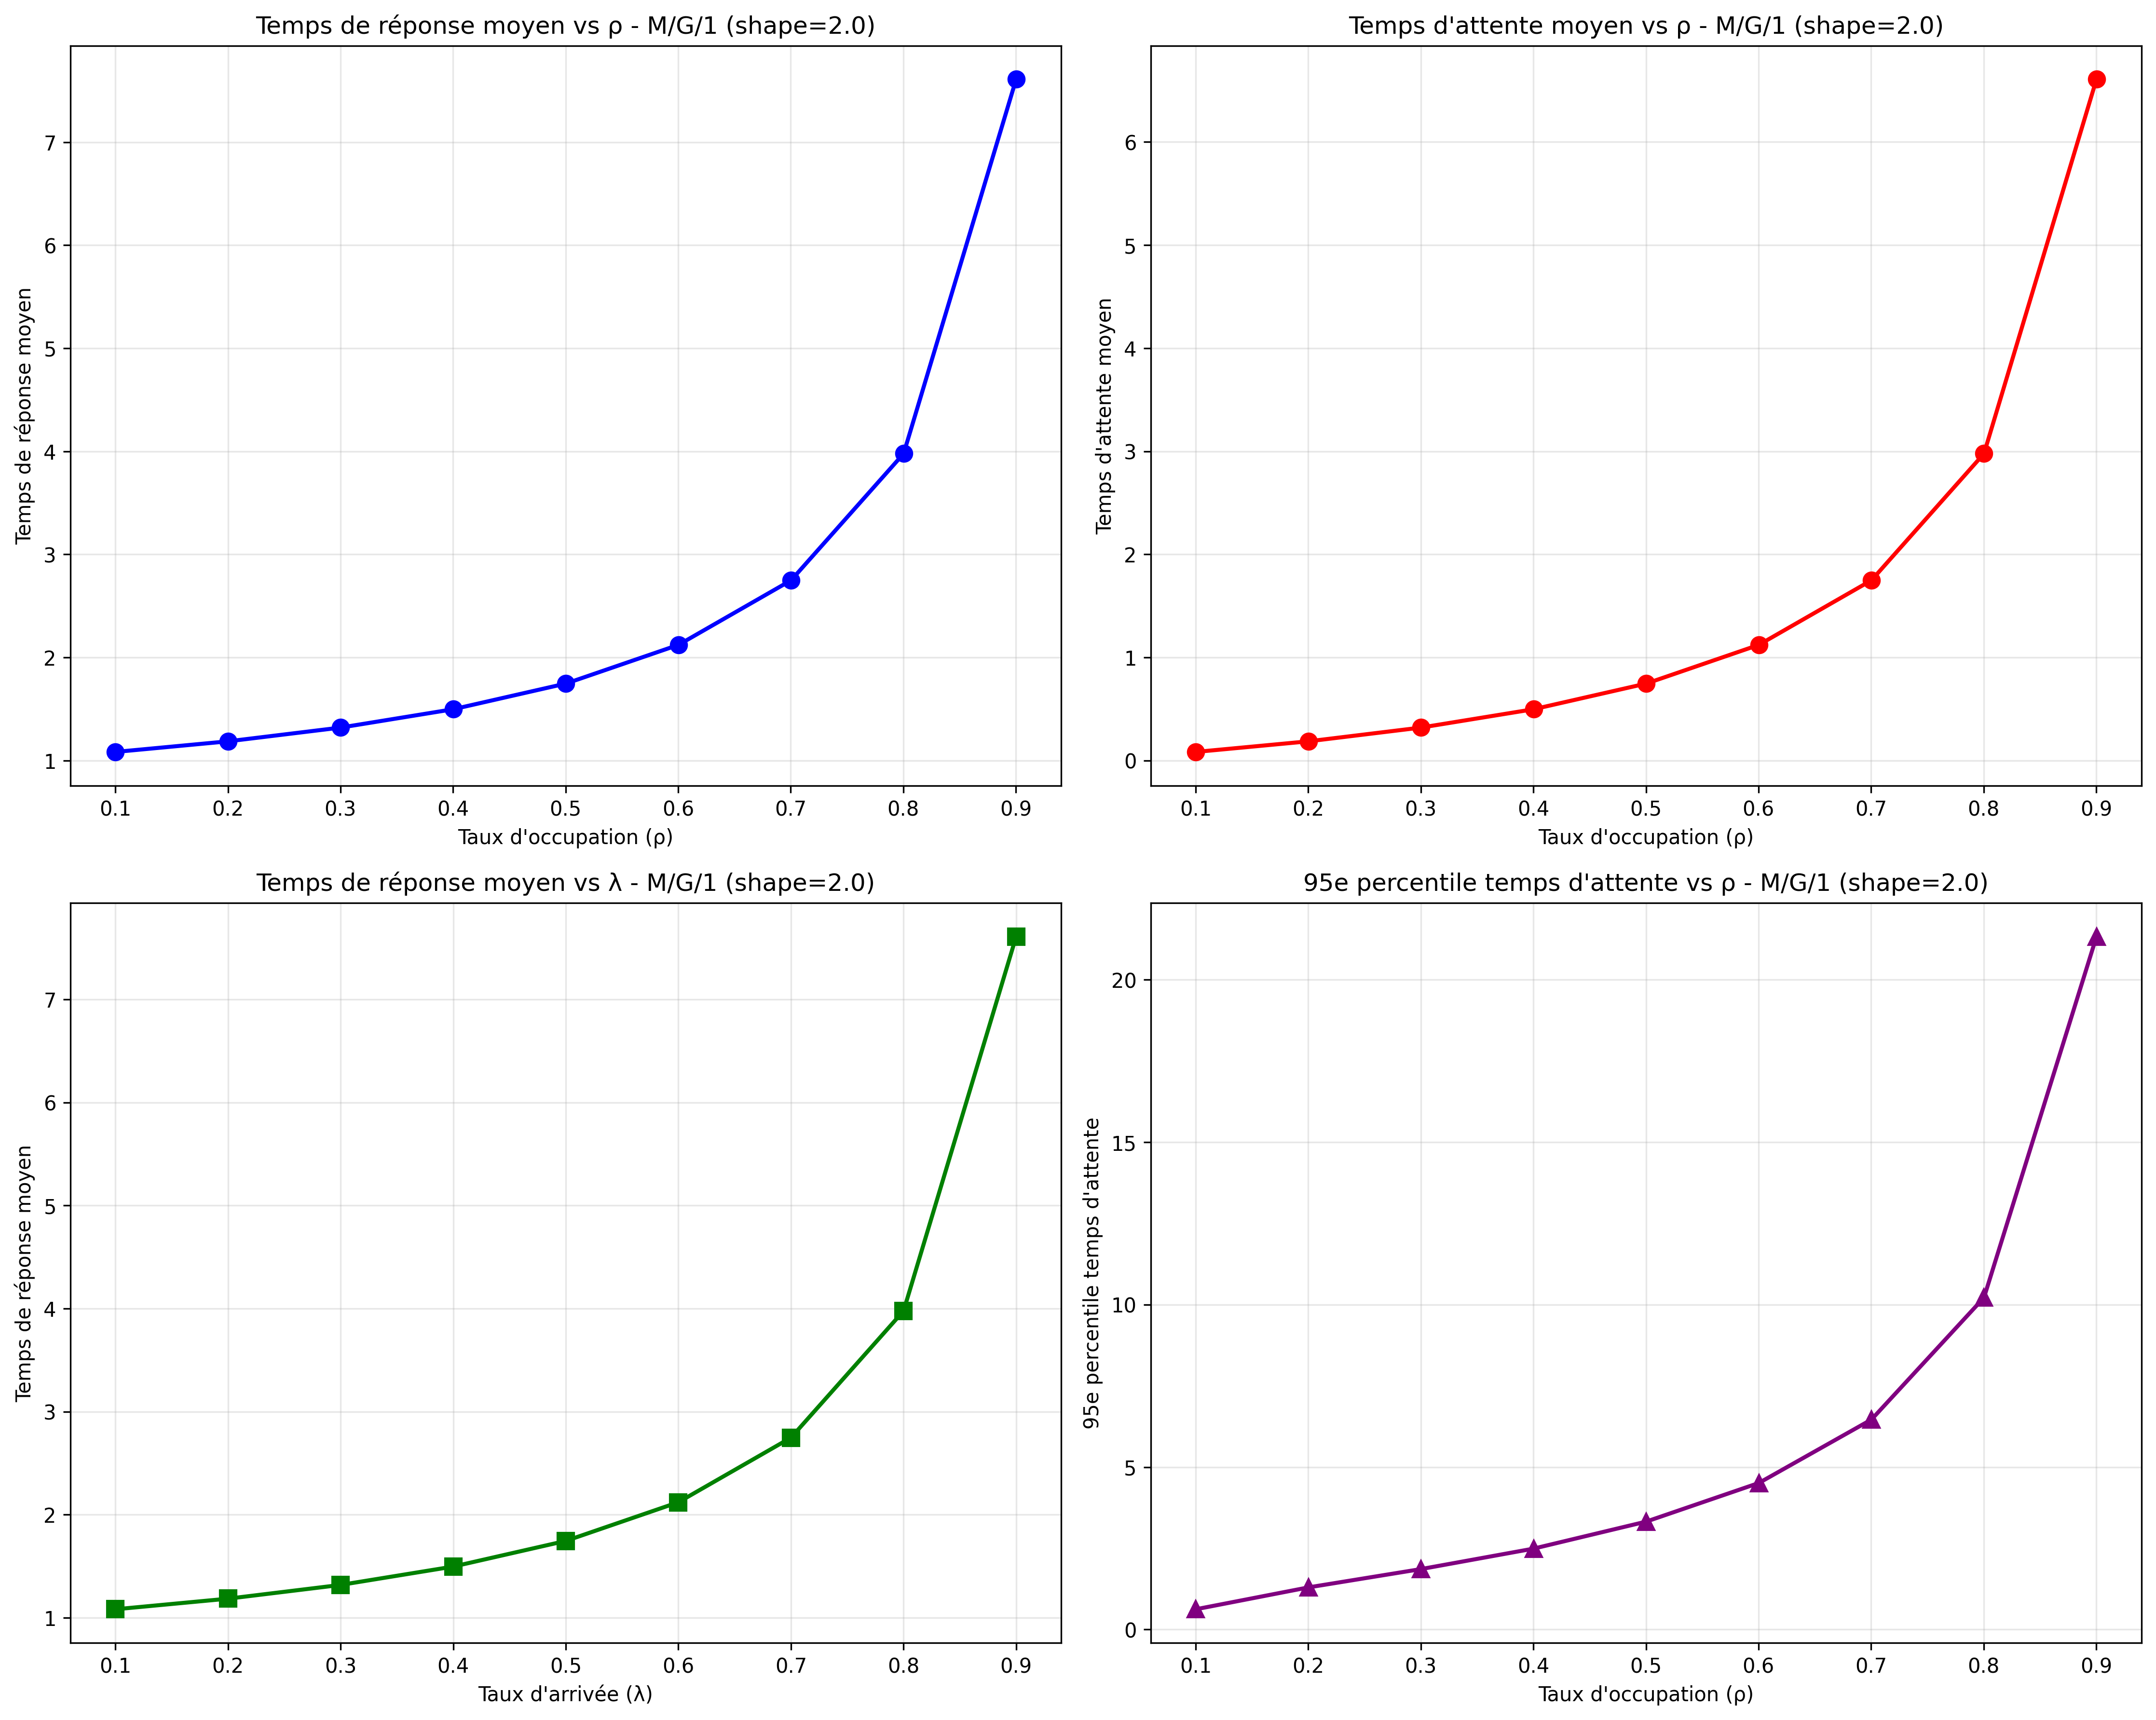 Temps de réponse moyen vs ρ - M/G/1 (shape=2.0)
Temps de réponse moyen
7
6
5
4
3
2
1
0.1 0.2 0.3 0.4 0.5 0.6 0.7 0.8 0.9
Taux d'occupation (ρ)
Temps d'attente moyen vs ρ - M/G/1 (shape=2.0)
Temps d'attente moyen
6
5
4
3
2
1
0
0.1 0.2 0.3 0.4 0.5 0.6 0.7 0.8 0.9
Taux d'occupation (ρ)
Temps de réponse moyen vs λ - M/G/1 (shape=2.0)
Temps de réponse moyen
7
6
5
4
3
2
1
0.1 0.2 0.3 0.4 0.5 0.6 0.7 0.8 0.9
Taux d'arrivée (λ)
95e percentile temps d'attente vs ρ - M/G/1 (shape=2.0)
95e percentile temps d'attente
20
15
10
5
0
0.1 0.2 0.3 0.4 0.5 0.6 0.7 0.8 0.9
Taux d'occupation (ρ)